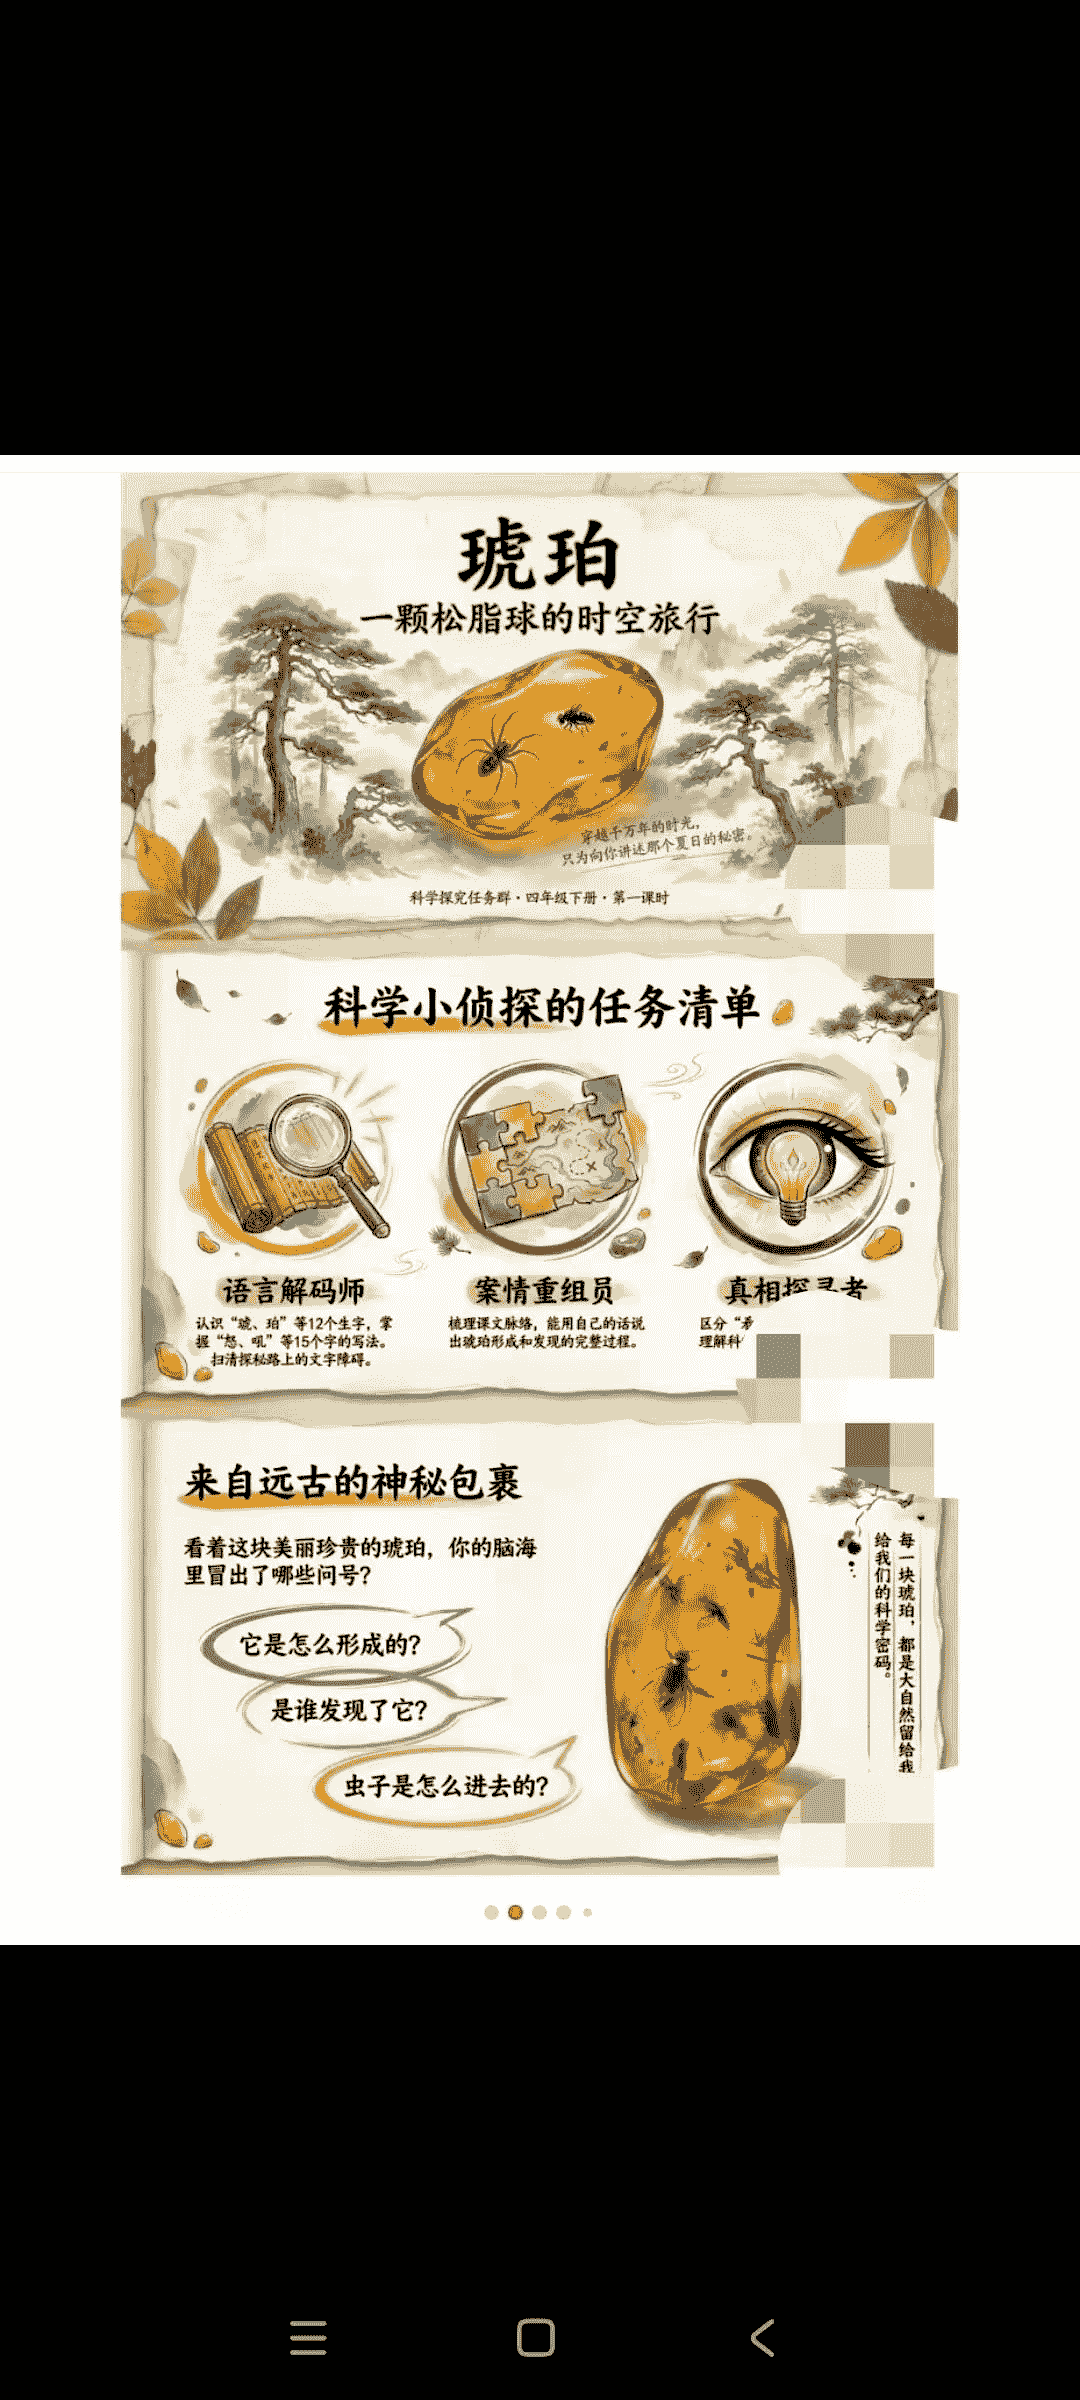 琥珀
一颗松脂球的时空旅行
穿越千万年的时光，
只为向你讲述那个夏日的秘密。
科学探究任务群·四年级下册·第一课时
科学小侦探的任务清单
语言解码师
认识“琥、珀”等12个生字，掌
握“怒、吼”等15个字的写法。
扫清探秘路上的文字障碍。
案情重组员
梳理课文脉络，能用自己的话说
出琥珀形成和发现的完整过程。
真相探寻者
区分“
理解科
来自远古的神秘包裹
看着这块美丽珍贵的琥珀，你的脑海
里冒出了哪些问号？
它是怎么形成的？
是谁发现了它？
虫子是怎么进去的？
每一块琥珀，都是大自然留给我
给我们的科学密码。